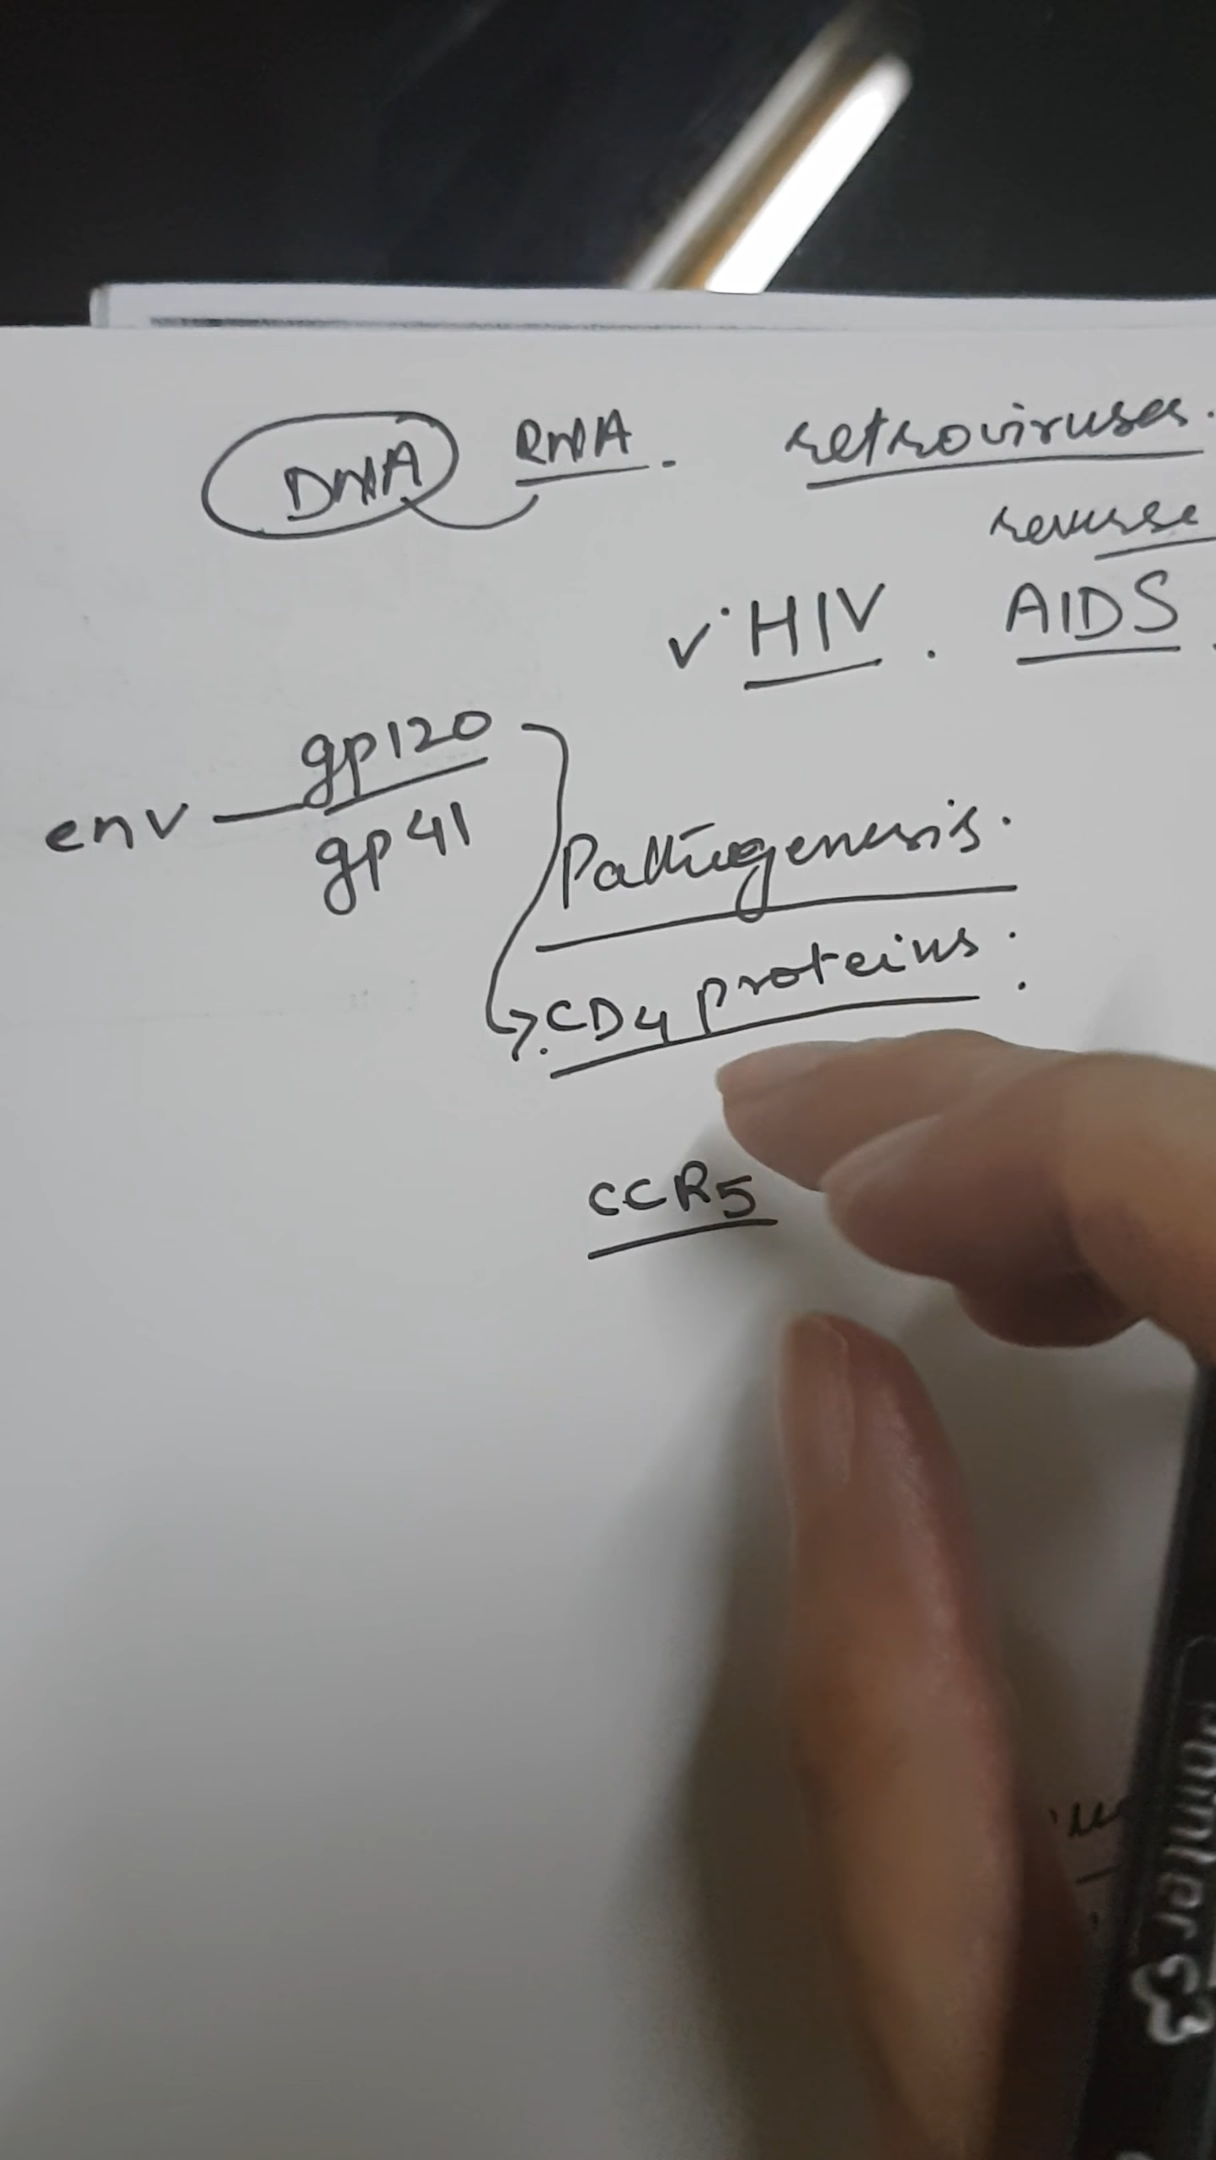 DNA RNA. retroviruses.
reverse
✓ HIV. AIDS.
gp120
env
gp41
Pathogenesis.
CD4 proteins.
CCR5